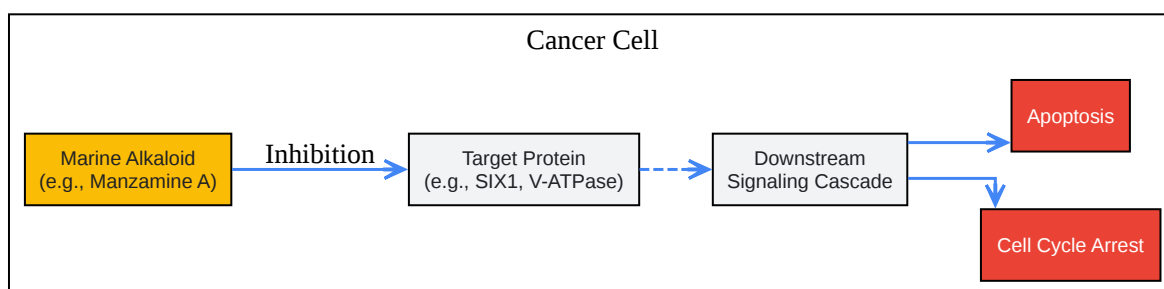 Cancer Cell
Marine Alkaloid
(e.g., Manzamine A)
Inhibition
Target Protein
(e.g., SIX1, V-ATPase)
Downstream
Signaling Cascade
Apoptosis
Cell Cycle Arrest